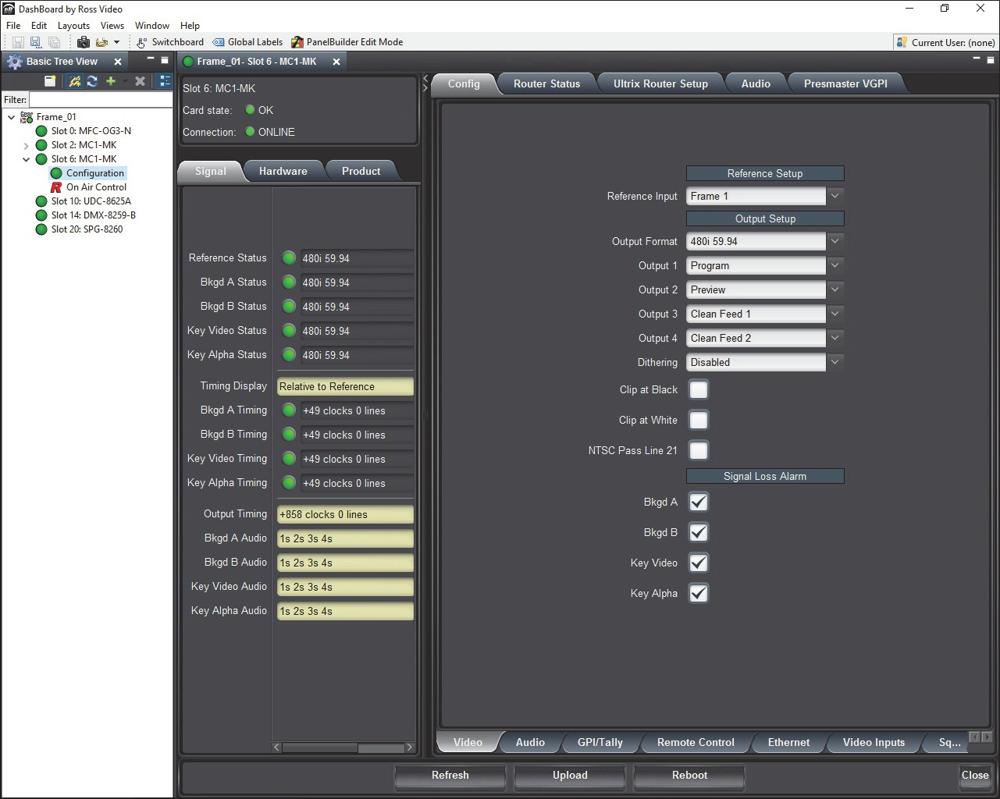 DashBoard by Ross Video
File Edit Layouts Views Window Help
Switchboard Global Labels PanelBuilder Edit Mode Current User: (none)
Basic Tree View
Filter:
Frame_01
Slot 0: MFC-OG3-N
Slot 2: MC1-MK
Slot 6: MC1-MK
Configuration
On Air Control
Slot 10: UDC-8625A
Slot 14: DMX-8259-B
Slot 20: SPG-8260
Frame_01- Slot 6 - MC1-MK
Slot 6: MC1-MK
Card state: OK
Connection: ONLINE
Signal Hardware Product
Reference Status 480i 59.94
Bkgd A Status 480i 59.94
Bkgd B Status 480i 59.94
Key Video Status 480i 59.94
Key Alpha Status 480i 59.94
Timing Display Relative to Reference
Bkgd A Timing +49 clocks 0 lines
Bkgd B Timing +49 clocks 0 lines
Key Video Timing +49 clocks 0 lines
Key Alpha Timing +49 clocks 0 lines
Output Timing +858 clocks 0 lines
Bkgd A Audio 1s 2s 3s 4s
Bkgd B Audio 1s 2s 3s 4s
Key Video Audio 1s 2s 3s 4s
Key Alpha Audio 1s 2s 3s 4s
Config Router Status Ultrix Router Setup Audio Presmaster VGPI
Reference Setup
Reference Input Frame 1
Output Setup
Output Format 480i 59.94
Output 1 Program
Output 2 Preview
Output 3 Clean Feed 1
Output 4 Clean Feed 2
Dithering Disabled
Clip at Black
Clip at White
NTSC Pass Line 21
Signal Loss Alarm
Bkgd A
Bkgd B
Key Video
Key Alpha
Video Audio GPI/Tally Remote Control Ethernet Video Inputs Sq...
Refresh Upload Reboot Close